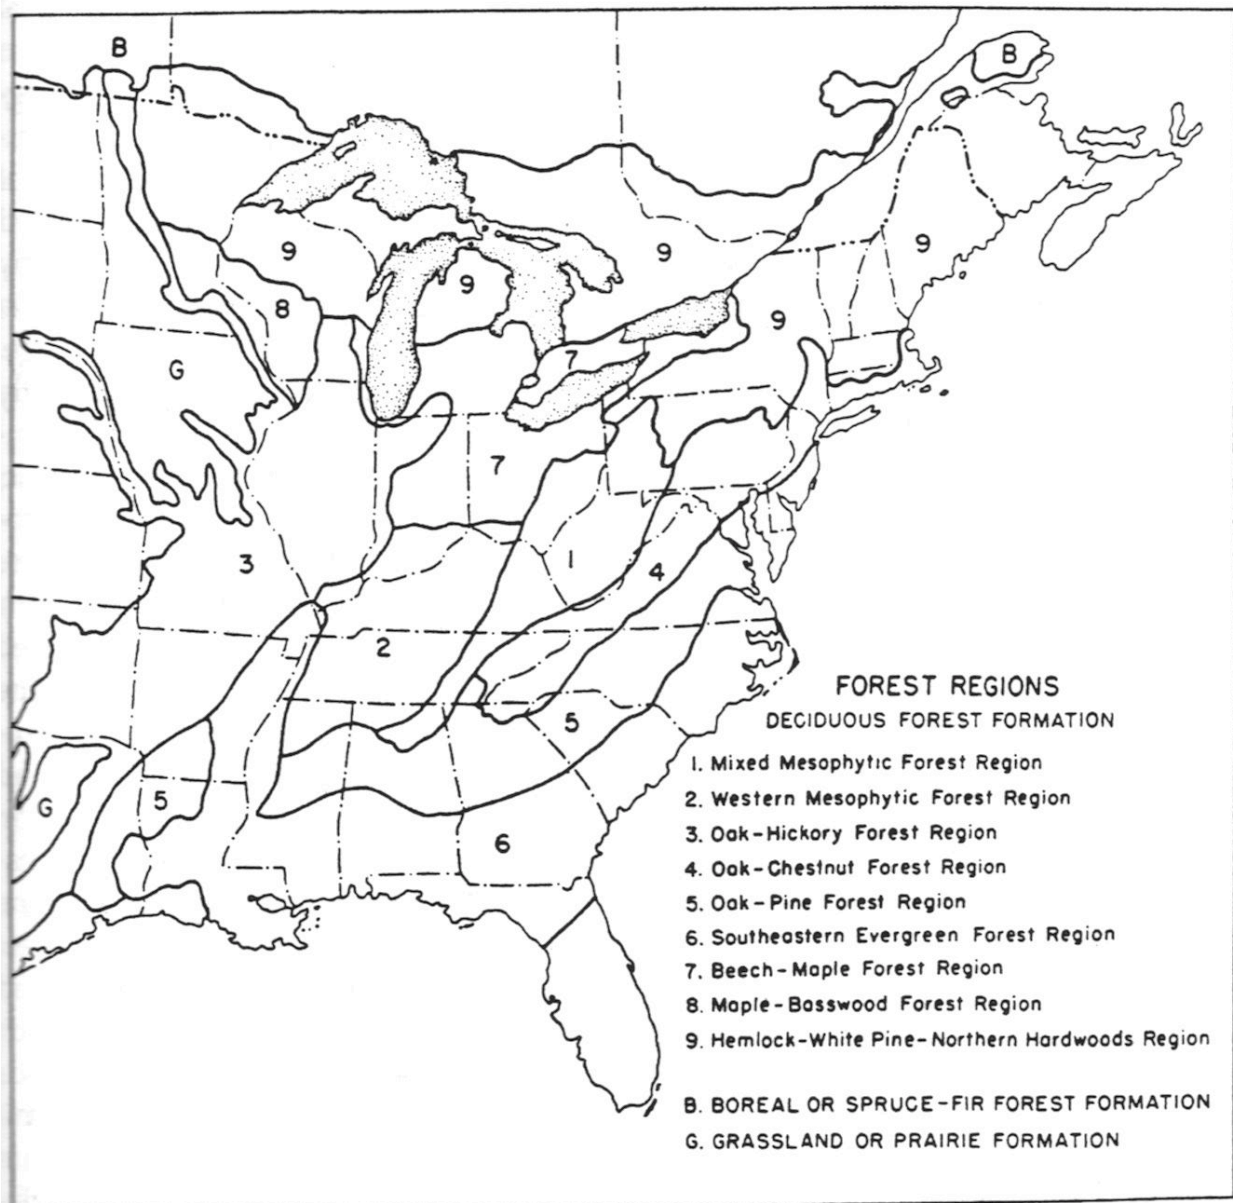 B
B
9
9
9
9
8
9
G
7
7
3
1
4
2
FOREST REGIONS
DECIDUOUS FOREST FORMATION
5
1. Mixed Mesophytic Forest Region
5
G
2. Western Mesophytic Forest Region
3. Oak-Hickory Forest Region
6
4. Oak-Chestnut Forest Region
5. Oak-Pine Forest Region
6. Southeastern Evergreen Forest Region
7. Beech-Maple Forest Region
8. Maple-Basswood Forest Region
9. Hemlock-White Pine-Northern Hardwoods Region
B. BOREAL OR SPRUCE-FIR FOREST FORMATION
G. GRASSLAND OR PRAIRIE FORMATION